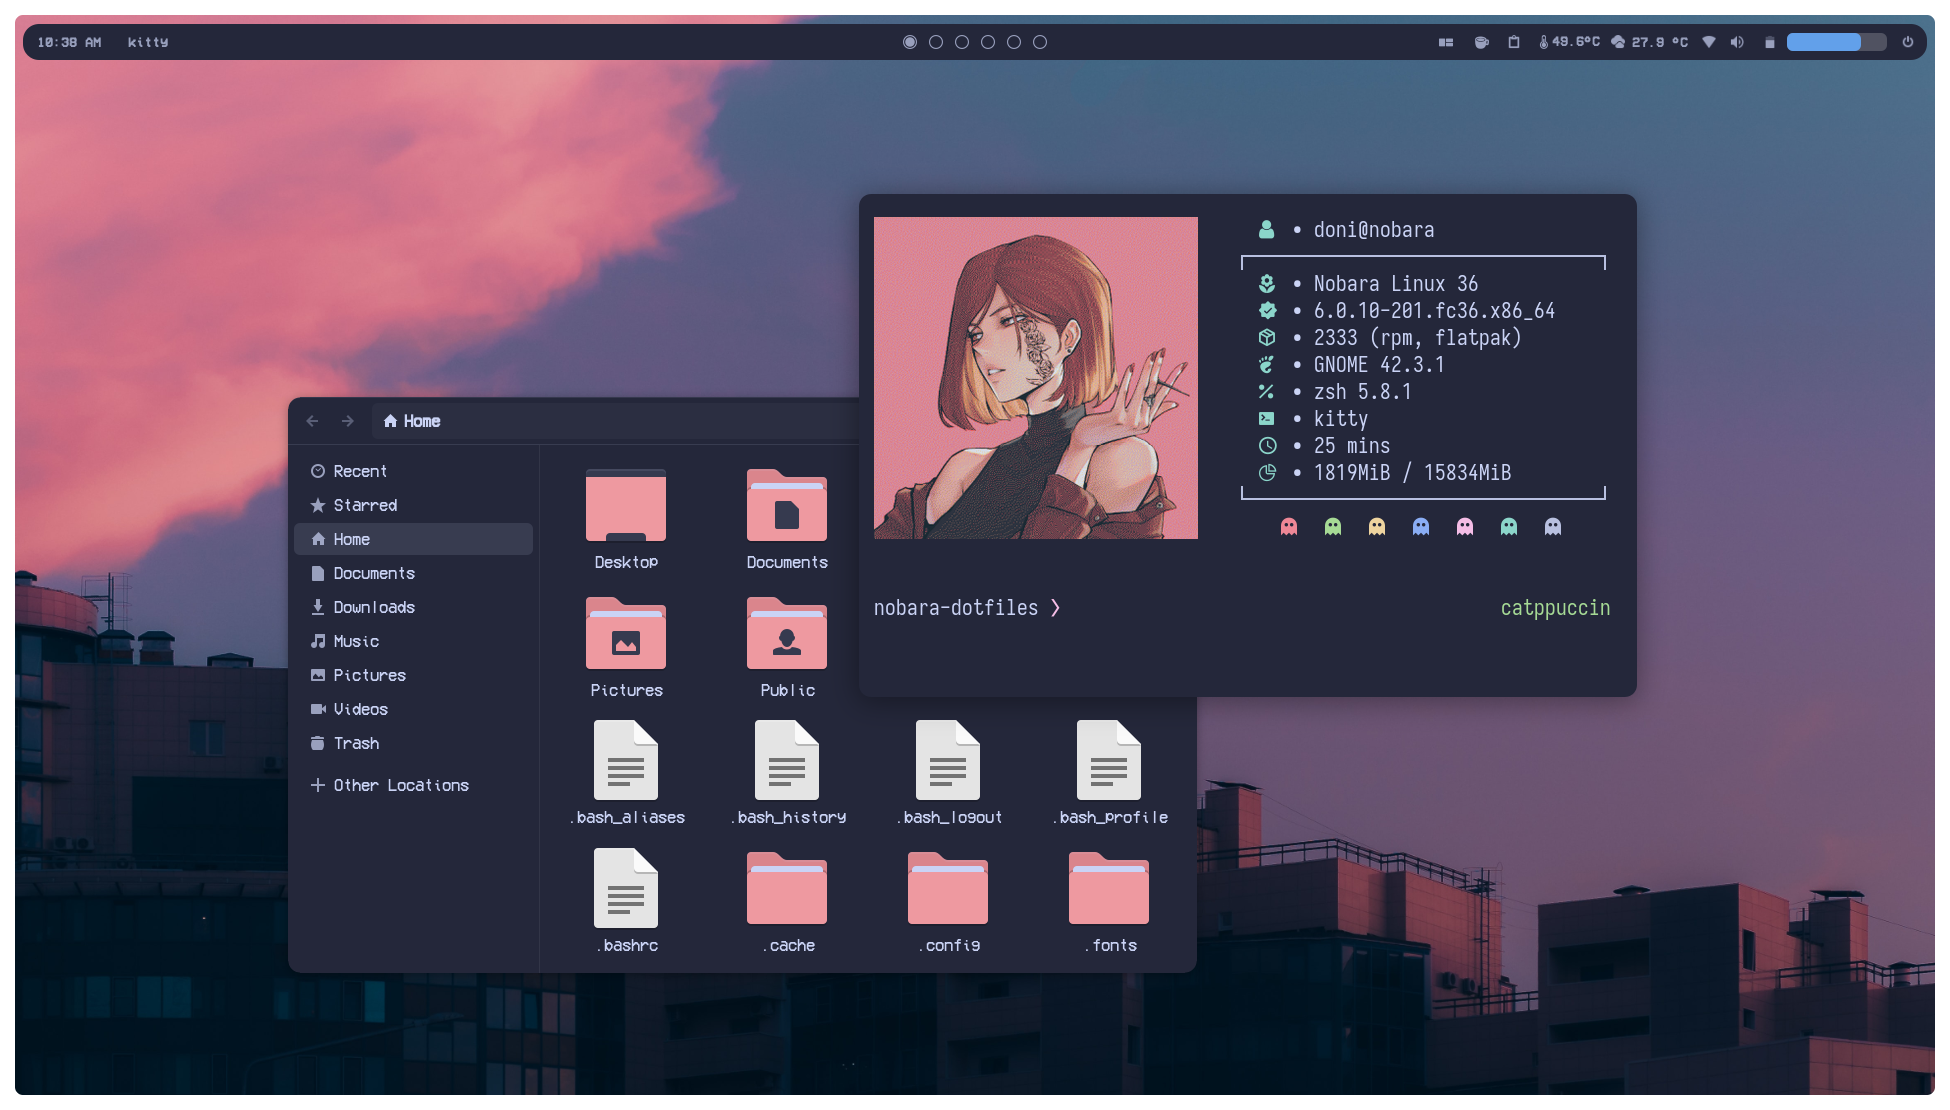 10:38 AM kitty
49.6°C 27.9 °C
Home
Recent
Starred
Home
Documents
Downloads
Music
Pictures
Videos
Trash
Other Locations
Desktop
Documents
Pictures
Public
.bash_aliases
.bash_history
.bash_logout
.bash_profile
.bashrc
.cache
.config
.fonts
• doni@nobara
• Nobara Linux 36
• 6.0.10-201.fc36.x86_64
• 2333 (rpm, flatpak)
• GNOME 42.3.1
• zsh 5.8.1
• kitty
• 25 mins
• 1819MiB / 15834MiB
nobara-dotfiles ❯ catppuccin